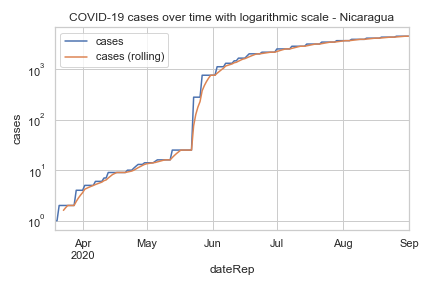 COVID-19 cases over time with logarithmic scale - Nicaragua
cases
cases (rolling)
10³
10²
10¹
10⁰
cases
Apr May Jun Jul Aug Sep
2020
dateRep